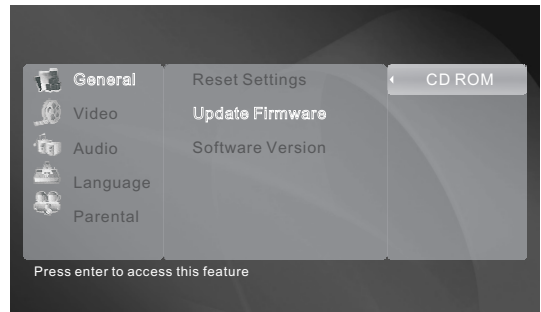 General
Video
Audio
Language
Parental
Reset Settings
Update Firmware
Software Version
CD ROM
Press enter to access this feature